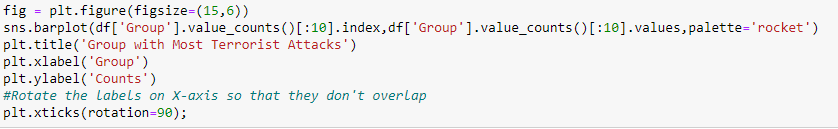 fig = plt.figure(figsize=(15,6))
sns.barplot(df['Group'].value_counts()[:10].index,df['Group'].value_counts()[:10].values,palette='rocket')
plt.title('Group with Most Terrorist Attacks')
plt.xlabel('Group')
plt.ylabel('Counts')
#Rotate the labels on X-axis so that they don't overlap
plt.xticks(rotation=90);